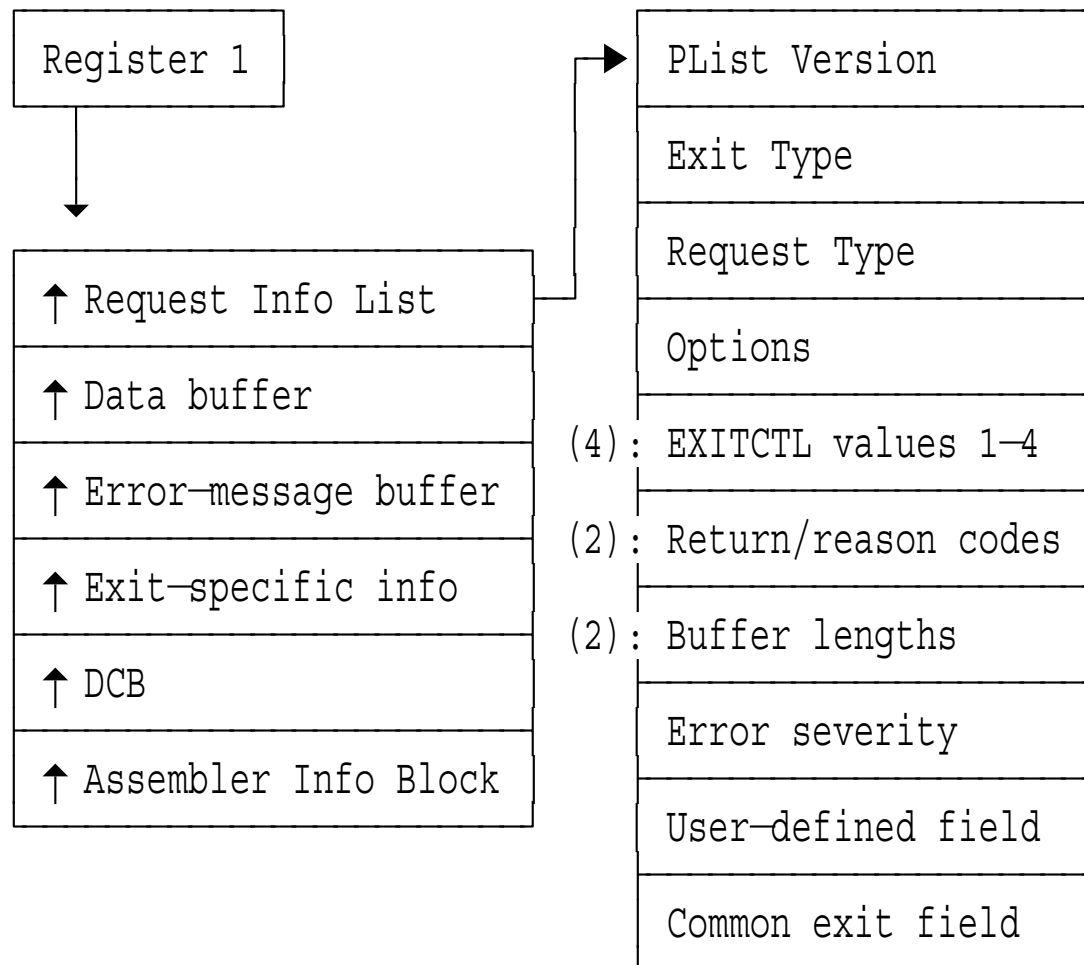 Register 1
↑ Request Info List
↑ Data buffer
↑ Error—message buffer
↑ Exit—specific info
↑ DCB
↑ Assembler Info Block
PList Version
Exit Type
Request Type
Options
(4): EXITCTL values 1—4
(2): Return/reason codes
(2): Buffer lengths
Error severity
User—defined field
Common exit field